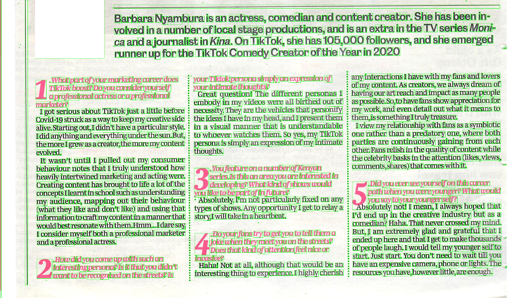 Barbara Nyambura is an actress, comedian and content creator. She has been in-
volved in a number of local stage productions, and is an extra in the TV series Moni-
ca and a journalist in Kina. On TikTok, she has 105,000 followers, and she emerged
runner up for the TikTok Comedy Creator of the Year in 2020
1 .What part of your marketing career does
TikTok boost? Do you consider yourself
a professional actress or a professional
marketer?
I got serious about TikTok just a little before
Covid-19 struck as a way to keep my creative side
alive. Starting out, I didn't have a particular style,
I did anything and everything under the sun. But,
the more I grew as a creator, the more my content
evolved.
It wasn't until I pulled out my consumer
behaviour notes that I truly understood how
heavily intertwined marketing and acting were.
Creating content has brought to life a lot of the
concepts I learnt in school such as understanding
my audience, mapping out their behaviour
(what they like and don't like) and using that
information to craft my content in a manner that
would best resonate with them. Hmm...I dare say,
I consider myself both a professional marketer
and a professional actress.
2 .How did you come up with such an
interesting persona? Is it that you didn't
want to be recognised on the streets? Is
your TikTok persona simply an expression of
your intimate thoughts?
Great question! The different personas I
embody in my videos were all birthed out of
necessity. They are the vehicles that personify
the ideas I have in my head, and I present them
in a visual manner that is understandable
to whoever watches them. So yes, my TikTok
persona is simply an expression of my intimate
thoughts.
3 .You feature on a number of Kenyan
series. Is this an area you are interested in
developing? What kind of shows would
you like to be part of in future?
Absolutely, I'm not particularly fixed on any
types of shows. Any opportunity I get to relay a
story, I will take in a heartbeat.
4 .Do your fans try to get you to tell them a
joke when they meet you on the streets?
Does that kind of attention feel nice or
invasive?
Haha! Not at all, although that would be an
interesting thing to experience. I highly cherish
any interactions I have with my fans and lovers
of my content. As creators, we always dream of
having our art reach and impact as many people
as possible. So, to have fans show appreciation for
my work, and even detail out what it means to
them, is something I truly treasure.
I view my relationship with fans as a symbiotic
one rather than a predatory one, where both
parties are continuously gaining from each
other. Fans relish in the quality of content while
the celebrity basks in the attention (likes, views,
comments, shares) that comes with it.
5 .Did you ever see yourself on this career
path when you were younger? What would
you say to your younger self?
Absolutely not! I mean, I always hoped that
I'd end up in the creative industry but as a
comedian? Haha. That never crossed my mind.
But, I am extremely glad and grateful that I
ended up here and that I get to make thousands
of people laugh. I would tell my younger self to
start. Just start. You don't need to wait till you
have an expensive camera, phone or lights. The
resources you have, however little, are enough.